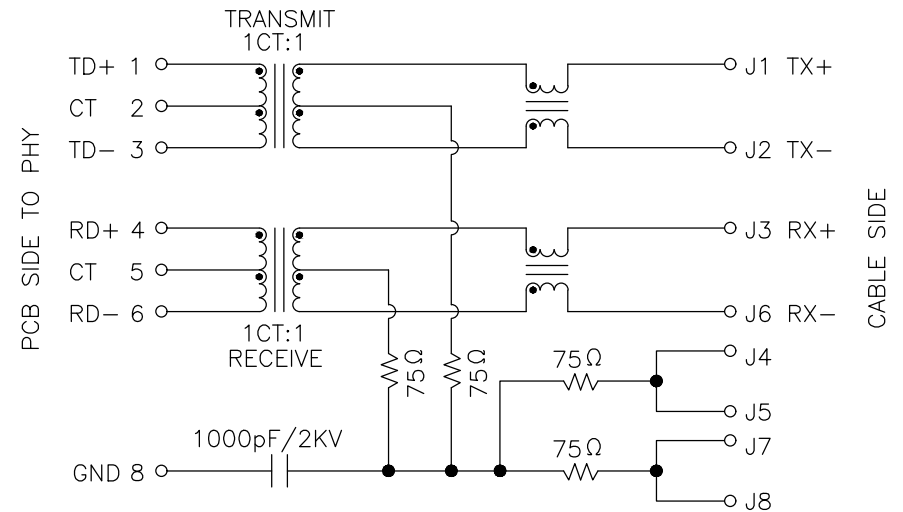 TRANSMIT
1CT:1
TD+ 1
J1 TX+
CT 2
TD- 3
J2 TX-
PCB SIDE TO PHY
CABLE SIDE
RD+ 4
J3 RX+
CT 5
RD- 6
J6 RX-
1CT:1
RECEIVE
75Ω
75Ω
75Ω
J4
J5
1000pF/2KV
75Ω
J7
GND 8
J8